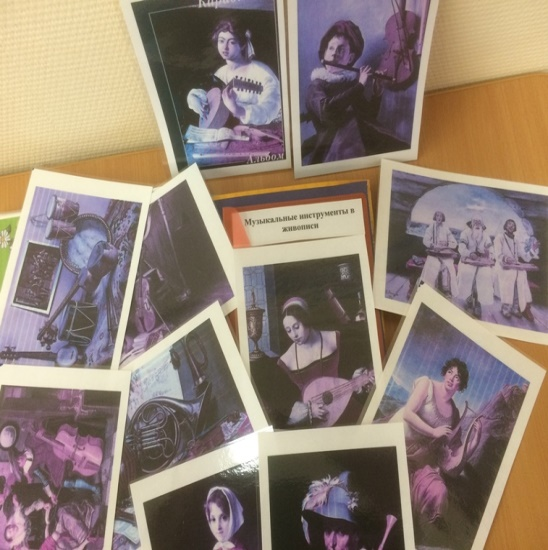 Альбом
Музыкальные инструменты в
живописи